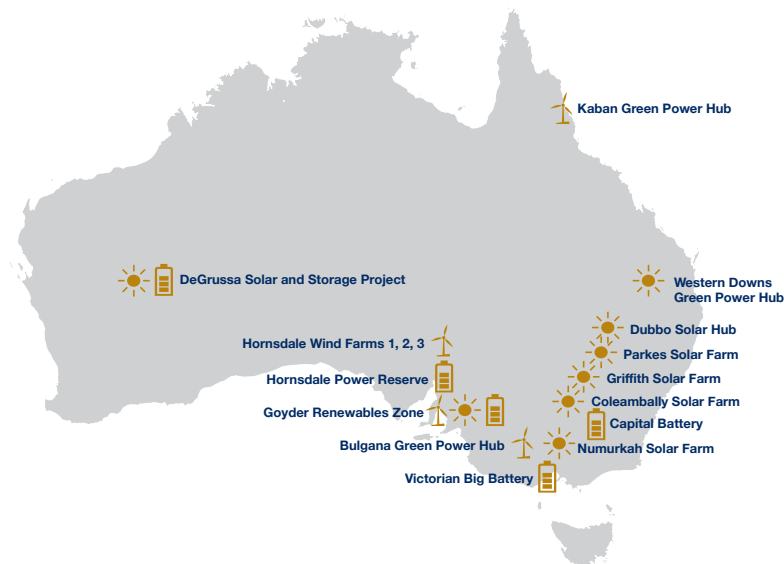 Kaban Green Power Hub
DeGrussa Solar and Storage Project
Western Downs
Green Power Hub
Dubbo Solar Hub
Hornsdale Wind Farms 1, 2, 3
Parkes Solar Farm
Hornsdale Power Reserve
Griffith Solar Farm
Goyder Renewables Zone
Coleambally Solar Farm
Capital Battery
Bulgana Green Power Hub
Numurkah Solar Farm
Victorian Big Battery